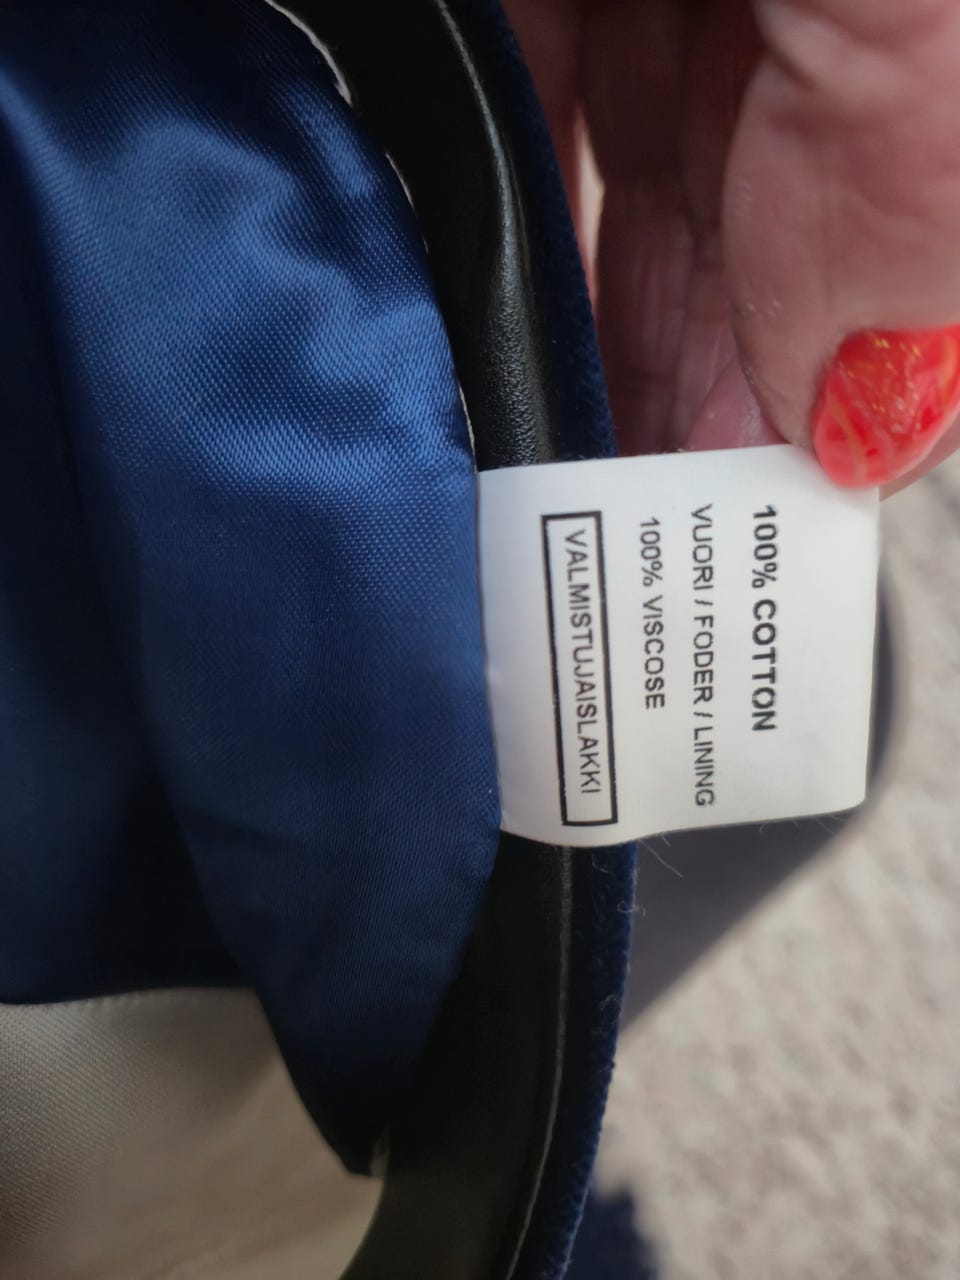 100% COTTON
VUORI / FODER / LINING
100% VISCOSE
VALMISTUJAISLAKKI